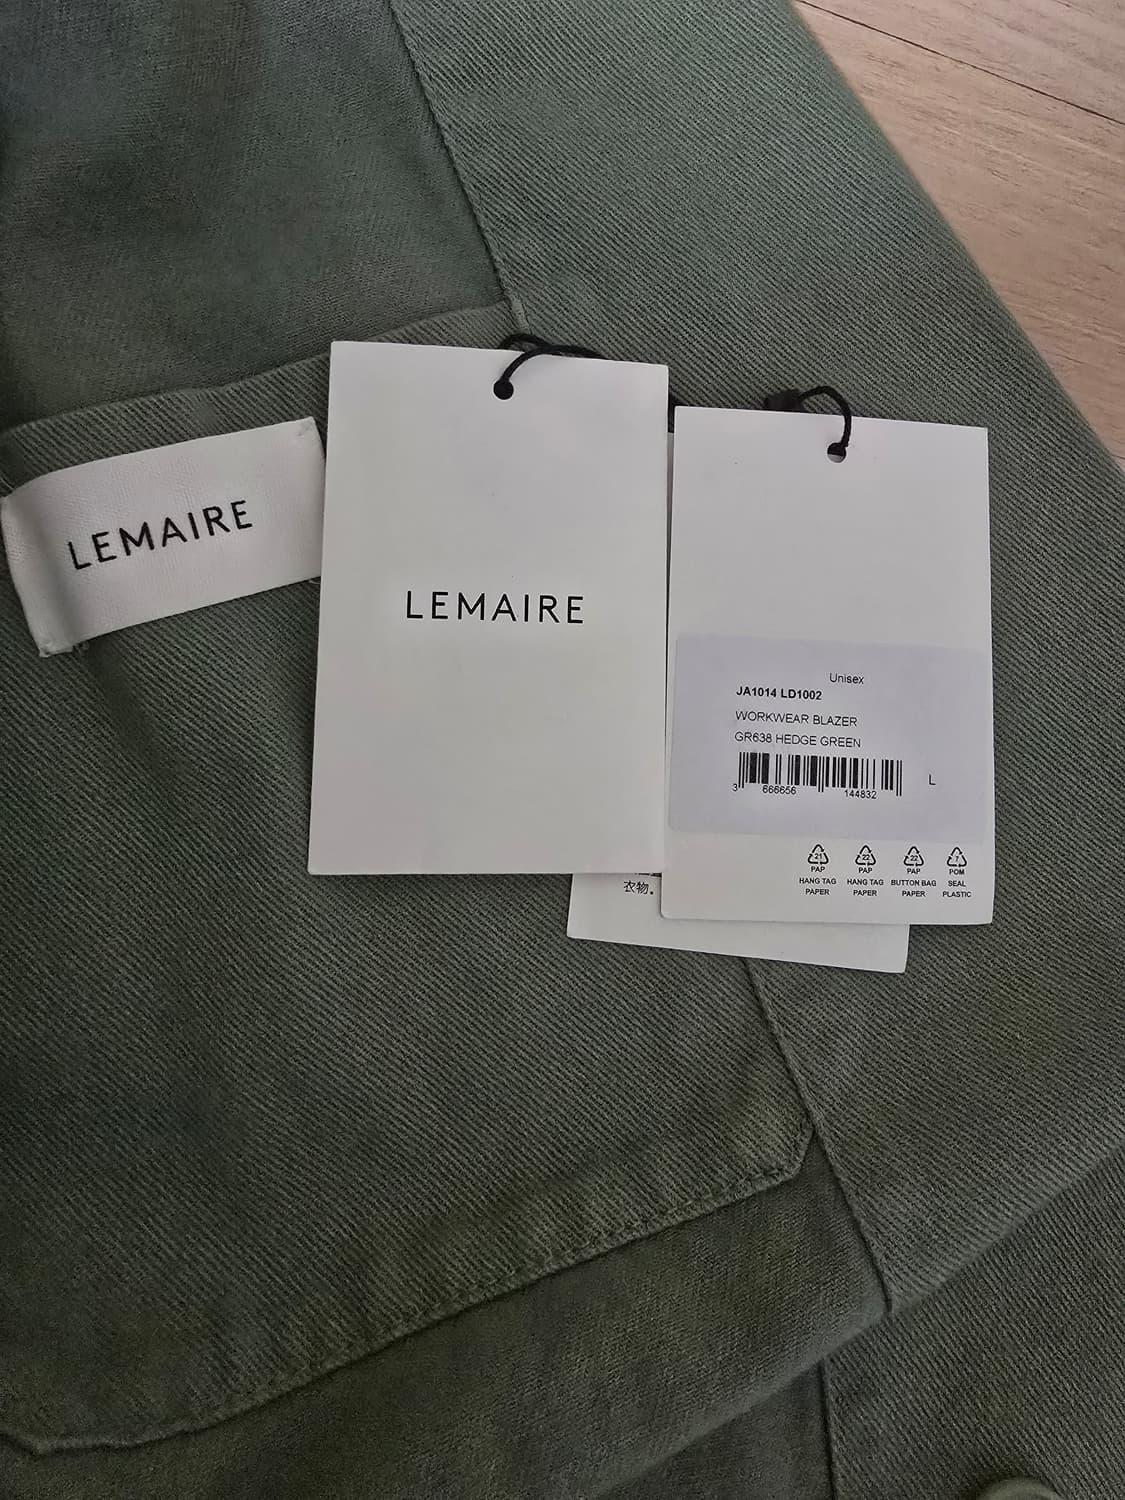 LEMAIRE
LEMAIRE
Unisex
JA1014 LD1002
WORKWEAR BLAZER
GR638 HEDGE GREEN
L
3 666656 144832
21 22 22 7
PAP PAP PAP POM
HANG TAG HANG TAG BUTTON BAG SEAL
PAPER PAPER PAPER PLASTIC
衣物。